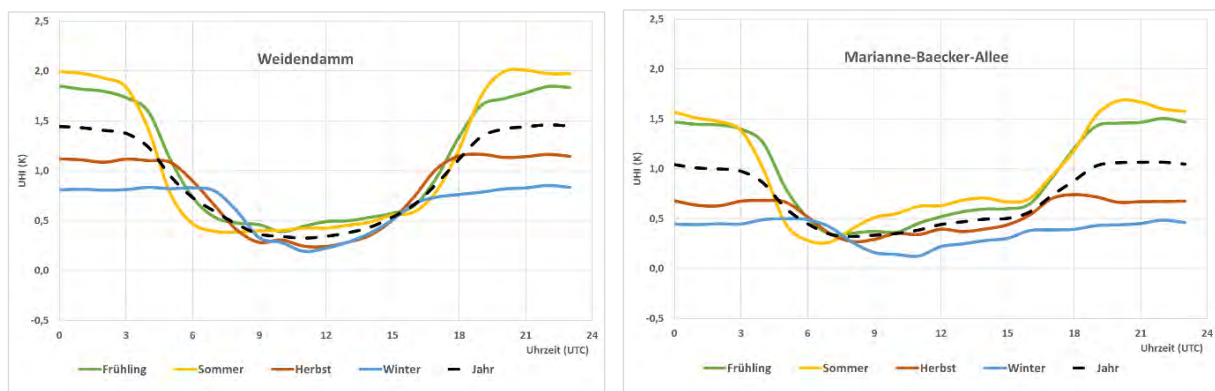 Weidendamm
UHI (K)
2,5
2,0
1,5
1,0
0,5
0,0
-0,5
0 3 6 9 12 15 18 21 24
Uhrzeit (UTC)
Frühling Sommer Herbst Winter Jahr
Marianne-Baecker-Allee
UHI (K)
2,5
2,0
1,5
1,0
0,5
0,0
-0,5
0 3 6 9 12 15 18 21 24
Uhrzeit (UTC)
Frühling Sommer Herbst Winter Jahr